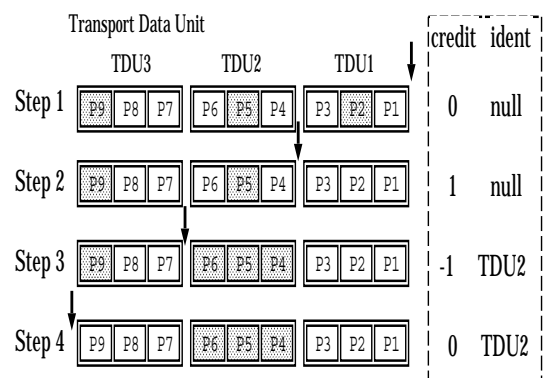 Transport Data Unit
credit ident
TDU3 TDU2 TDU1
Step 1 P9 P8 P7 P6 P5 P4 P3 P2 P1 0 null
Step 2 P9 P8 P7 P6 P5 P4 P3 P2 P1 1 null
Step 3 P9 P8 P7 P6 P5 P4 P3 P2 P1 -1 TDU2
Step 4 P9 P8 P7 P6 P5 P4 P3 P2 P1 0 TDU2